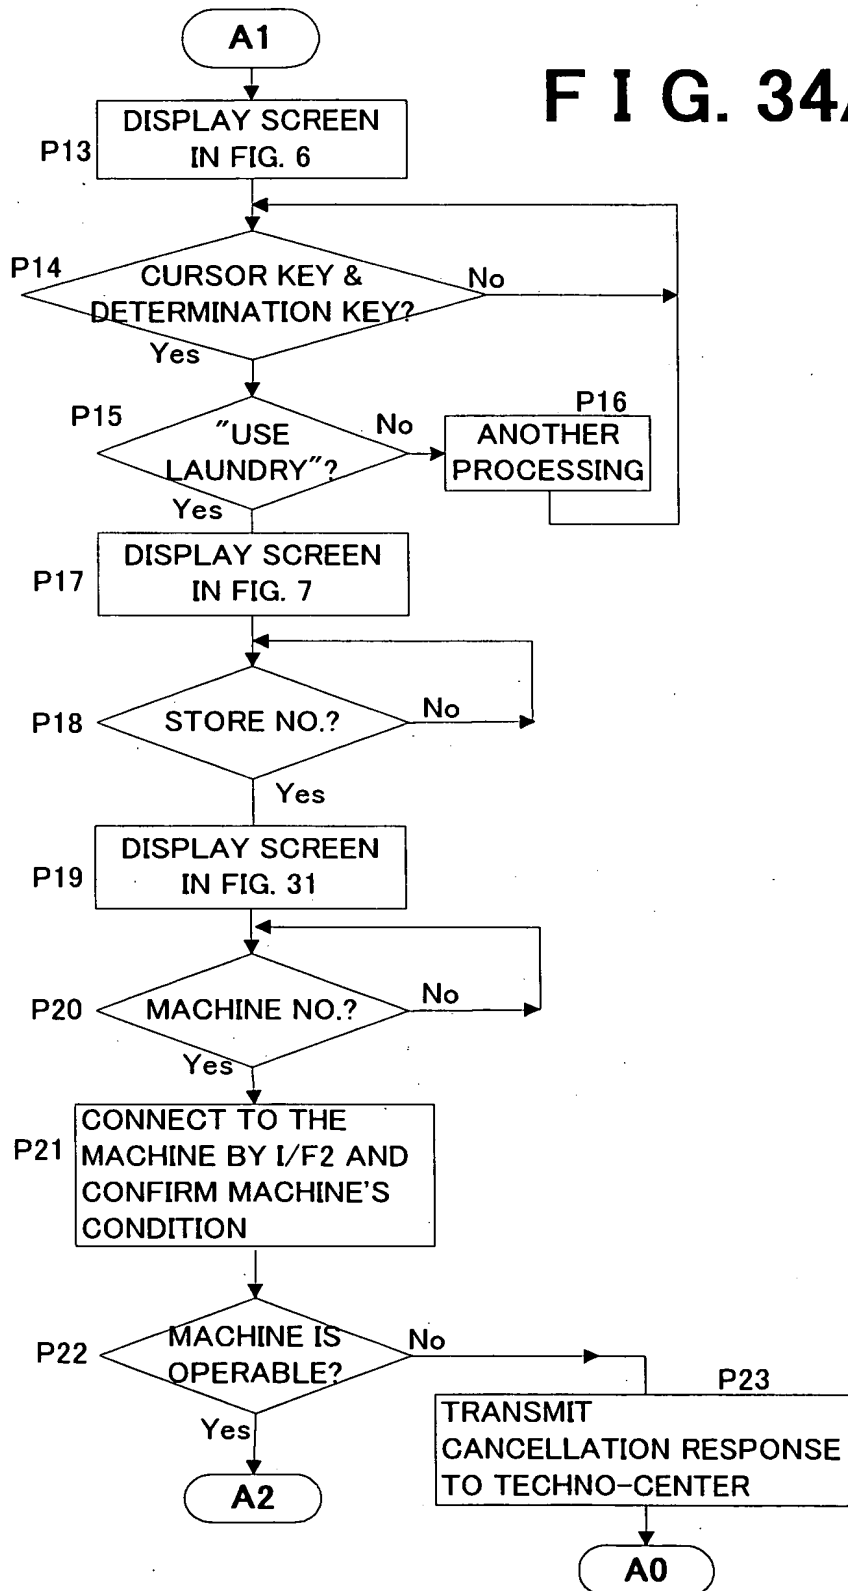 A1
F I G. 34A
DISPLAY SCREEN
IN FIG. 6
P13
P14
CURSOR KEY &
DETERMINATION KEY?
No
Yes
P15
"USE
LAUNDRY"?
No
P16
ANOTHER
PROCESSING
Yes
P17
DISPLAY SCREEN
IN FIG. 7
P18
STORE NO.?
No
Yes
P19
DISPLAY SCREEN
IN FIG. 31
P20
MACHINE NO.?
No
Yes
P21
CONNECT TO THE
MACHINE BY I/F2 AND
CONFIRM MACHINE'S
CONDITION
P22
MACHINE IS
OPERABLE?
No
Yes
P23
TRANSMIT
CANCELLATION RESPONSE
TO TECHNO-CENTER
A2
A0